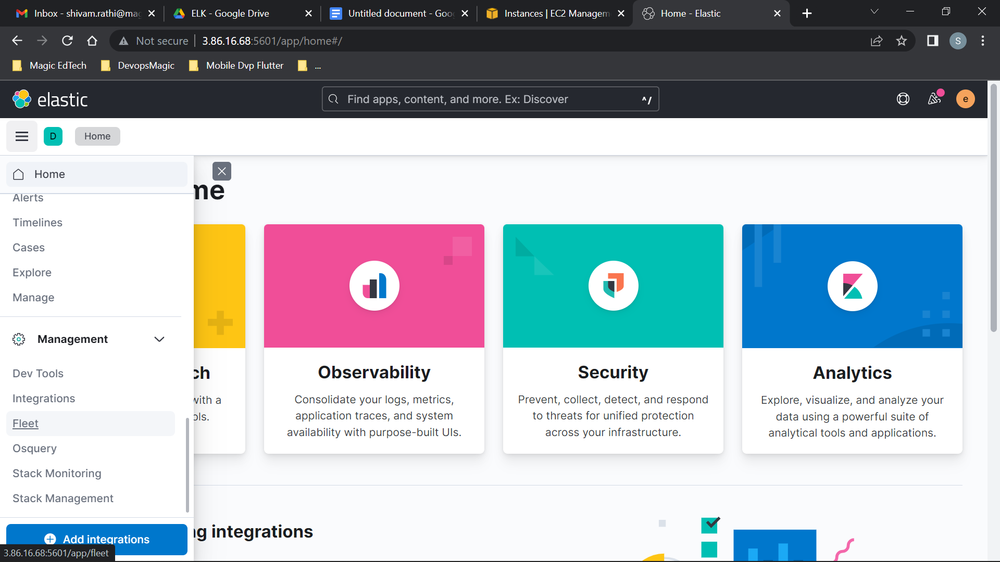 Inbox - shivam.rathi@mag
ELK - Google Drive
Untitled document - Goog
Instances | EC2 Managem
Home - Elastic
Not secure
3.86.16.68:5601/app/home#/
S
Magic EdTech
DevopsMagic
Mobile Dvp Flutter
...
elastic
Find apps, content, and more. Ex: Discover
^/
e
D
Home
Home
me
Alerts
Timelines
Cases
Explore
Manage
Management
Dev Tools
Integrations
Fleet
Osquery
Stack Monitoring
Stack Management
Add integrations
3.86.16.68:5601/app/fleet
ch
with a
ols.
Observability
Consolidate your logs, metrics,
application traces, and system
availability with purpose-built UIs.
Security
Prevent, collect, detect, and respond
to threats for unified protection
across your infrastructure.
Analytics
Explore, visualize, and analyze your
data using a powerful suite of
analytical tools and applications.
ng integrations